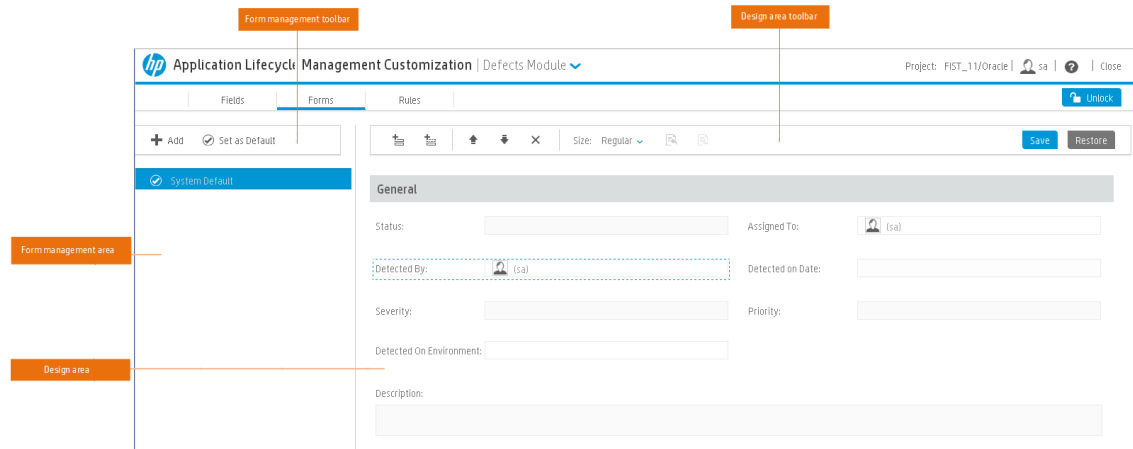 Form management toolbar
Design area toolbar
hp Application Lifecycle Management Customization | Defects Module
Project: FIST_11/Oracle | sa | ? | Close
Fields Forms Rules
Unlock
Add Set as Default
Size: Regular
Save Restore
System Default
General
Status:
Assigned To: (sa)
Form management area
Detected By: (sa)
Detected on Date:
Severity:
Priority:
Detected On Environment:
Design area
Description: